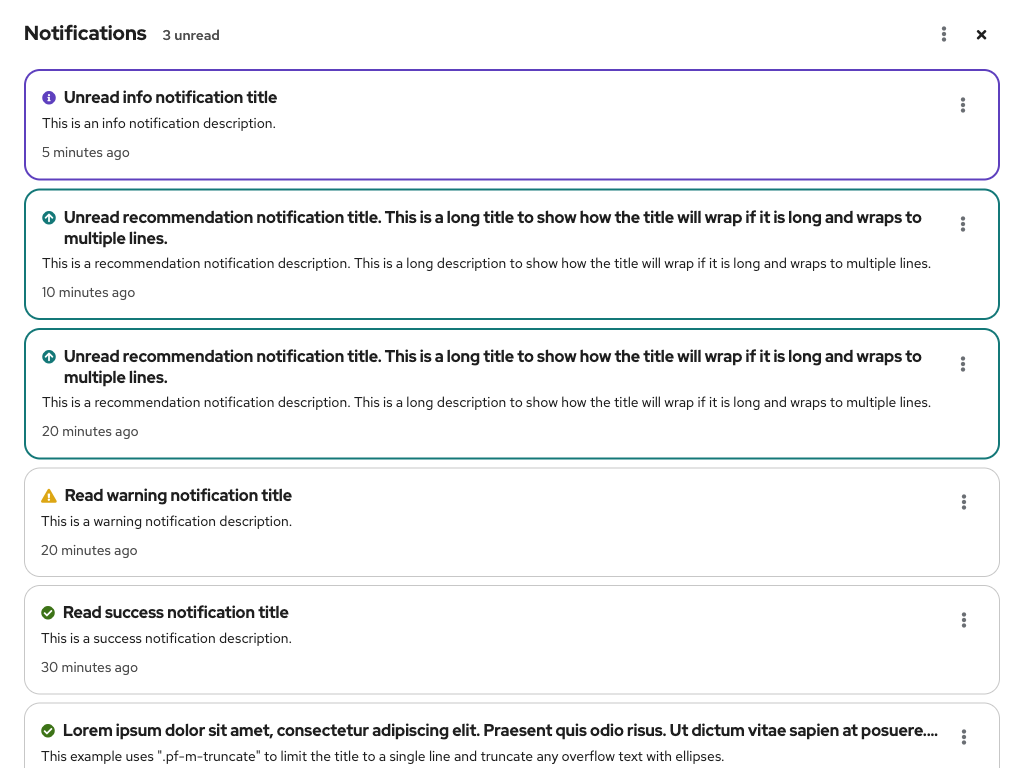 Notifications 3 unread
Unread info notification title
This is an info notification description.
5 minutes ago
Unread recommendation notification title. This is a long title to show how the title will wrap if it is long and wraps to
multiple lines.
This is a recommendation notification description. This is a long description to show how the title will wrap if it is long and wraps to multiple lines.
10 minutes ago
Unread recommendation notification title. This is a long title to show how the title will wrap if it is long and wraps to
multiple lines.
This is a recommendation notification description. This is a long description to show how the title will wrap if it is long and wraps to multiple lines.
20 minutes ago
Read warning notification title
This is a warning notification description.
20 minutes ago
Read success notification title
This is a success notification description.
30 minutes ago
Lorem ipsum dolor sit amet, consectetur adipiscing elit. Praesent quis odio risus. Ut dictum vitae sapien at posuere....
This example uses ".pf-m-truncate" to limit the title to a single line and truncate any overflow text with ellipses.